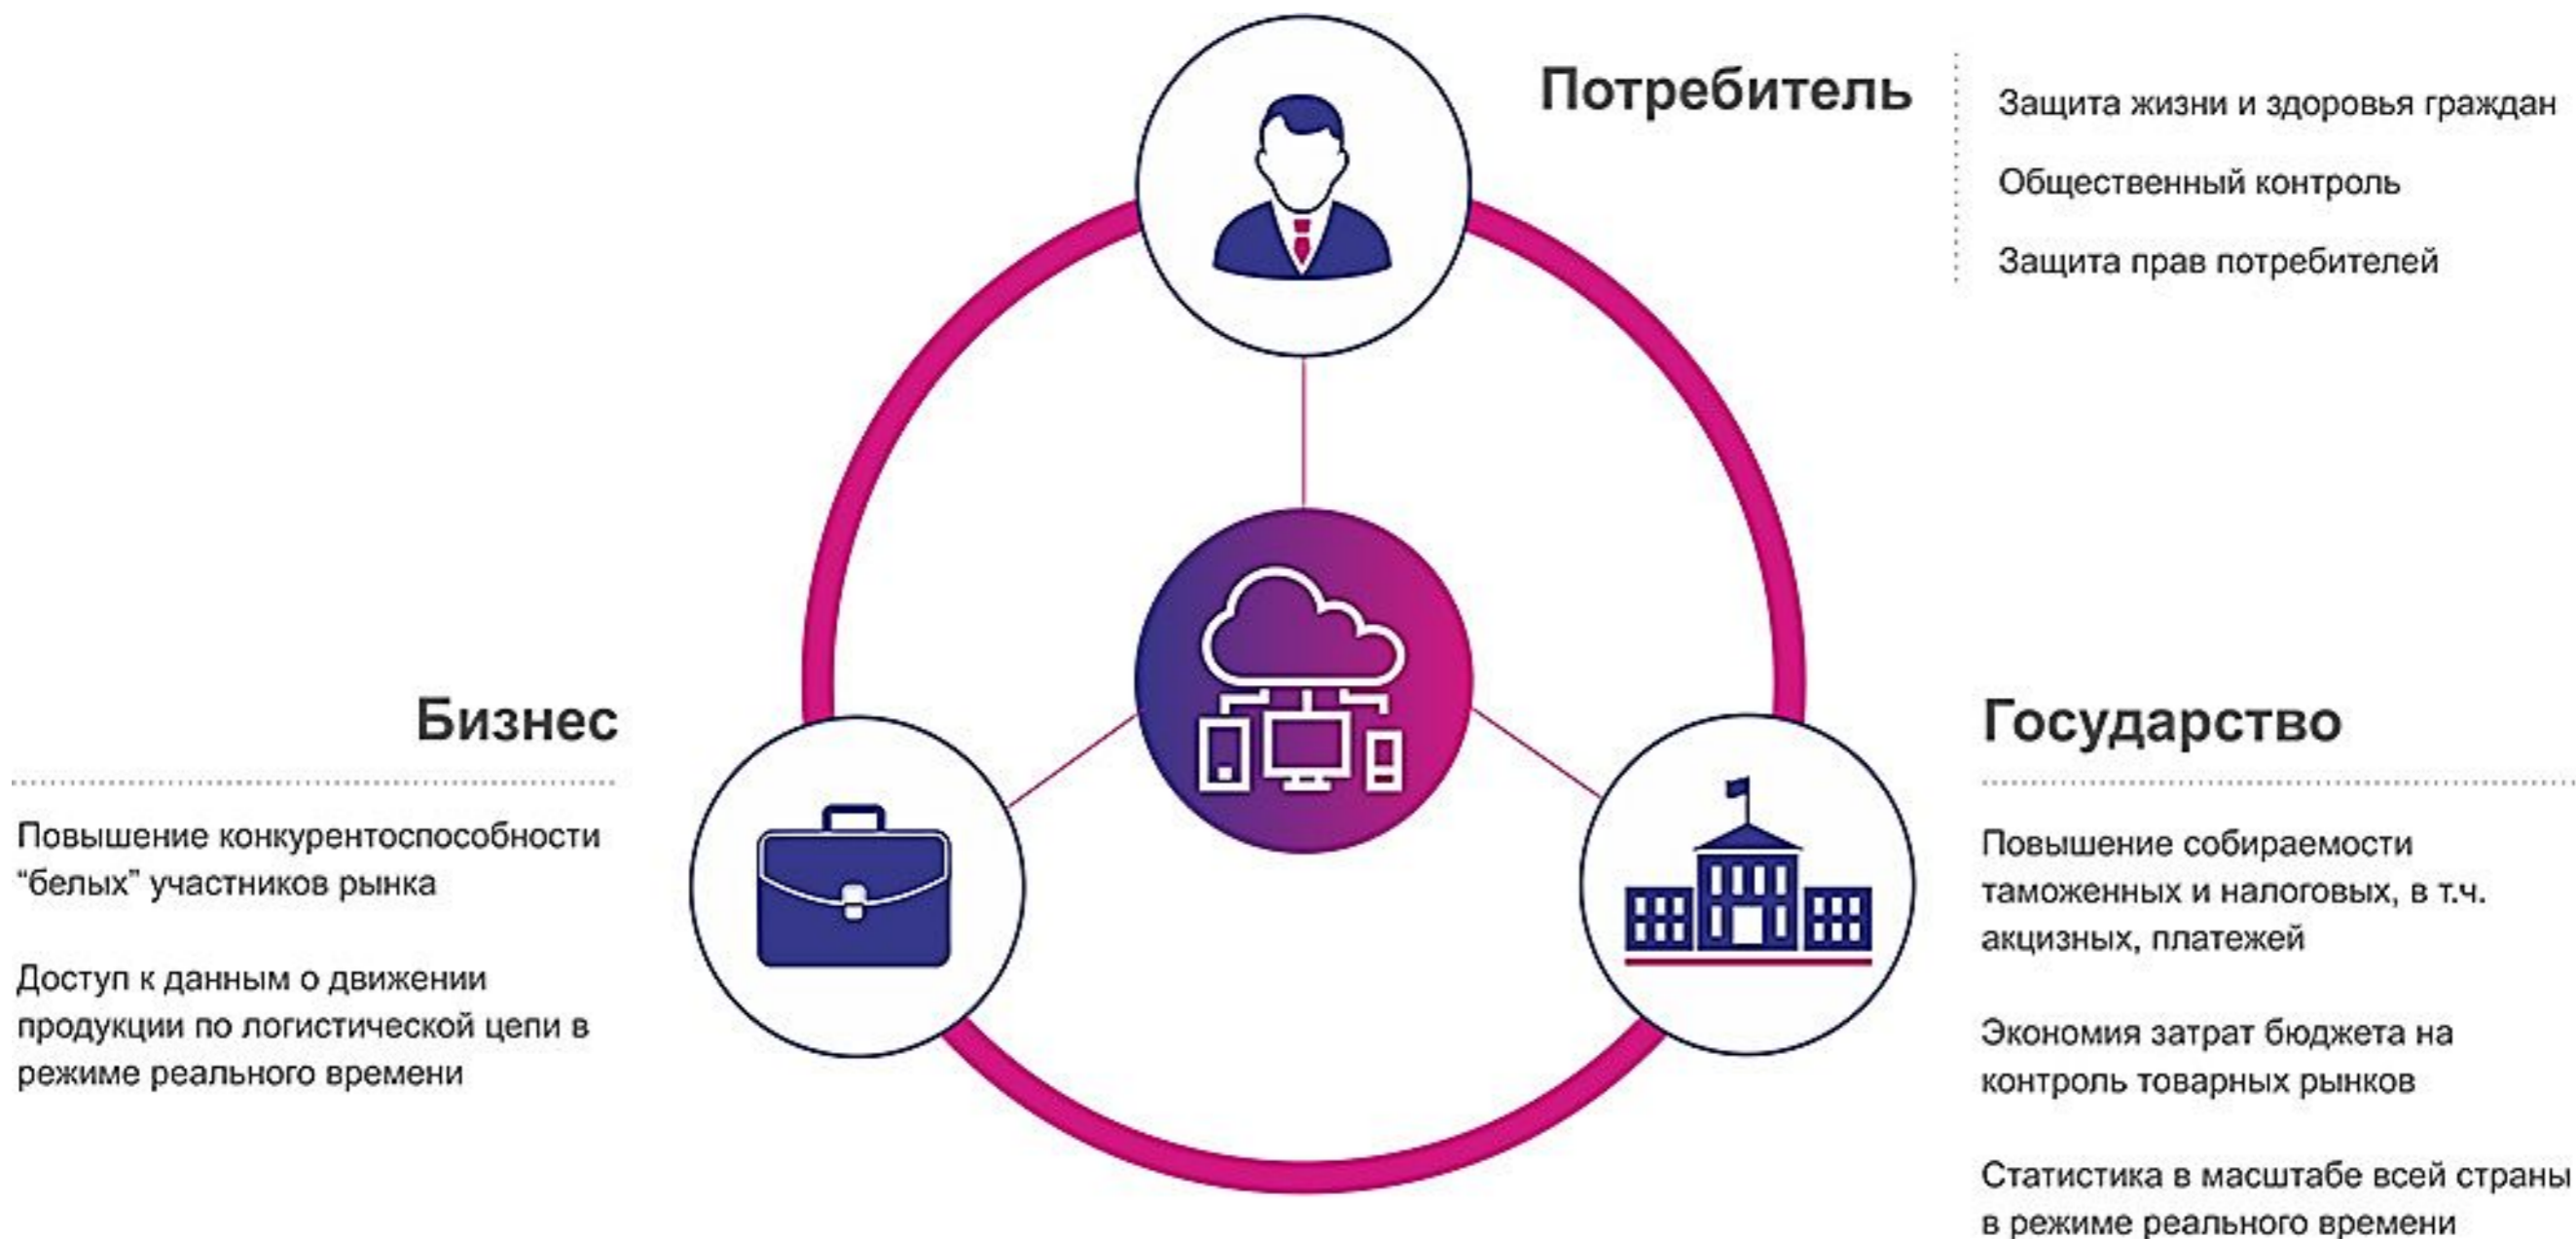 Потребитель
Защита жизни и здоровья граждан
Общественный контроль
Защита прав потребителей
Бизнес
Повышение конкурентоспособности
“белых” участников рынка
Доступ к данным о движении
продукции по логистической цепи в
режиме реального времени
Государство
Повышение собираемости
таможенных и налоговых, в т.ч.
акцизных, платежей
Экономия затрат бюджета на
контроль товарных рынков
Статистика в масштабе всей страны
в режиме реального времени